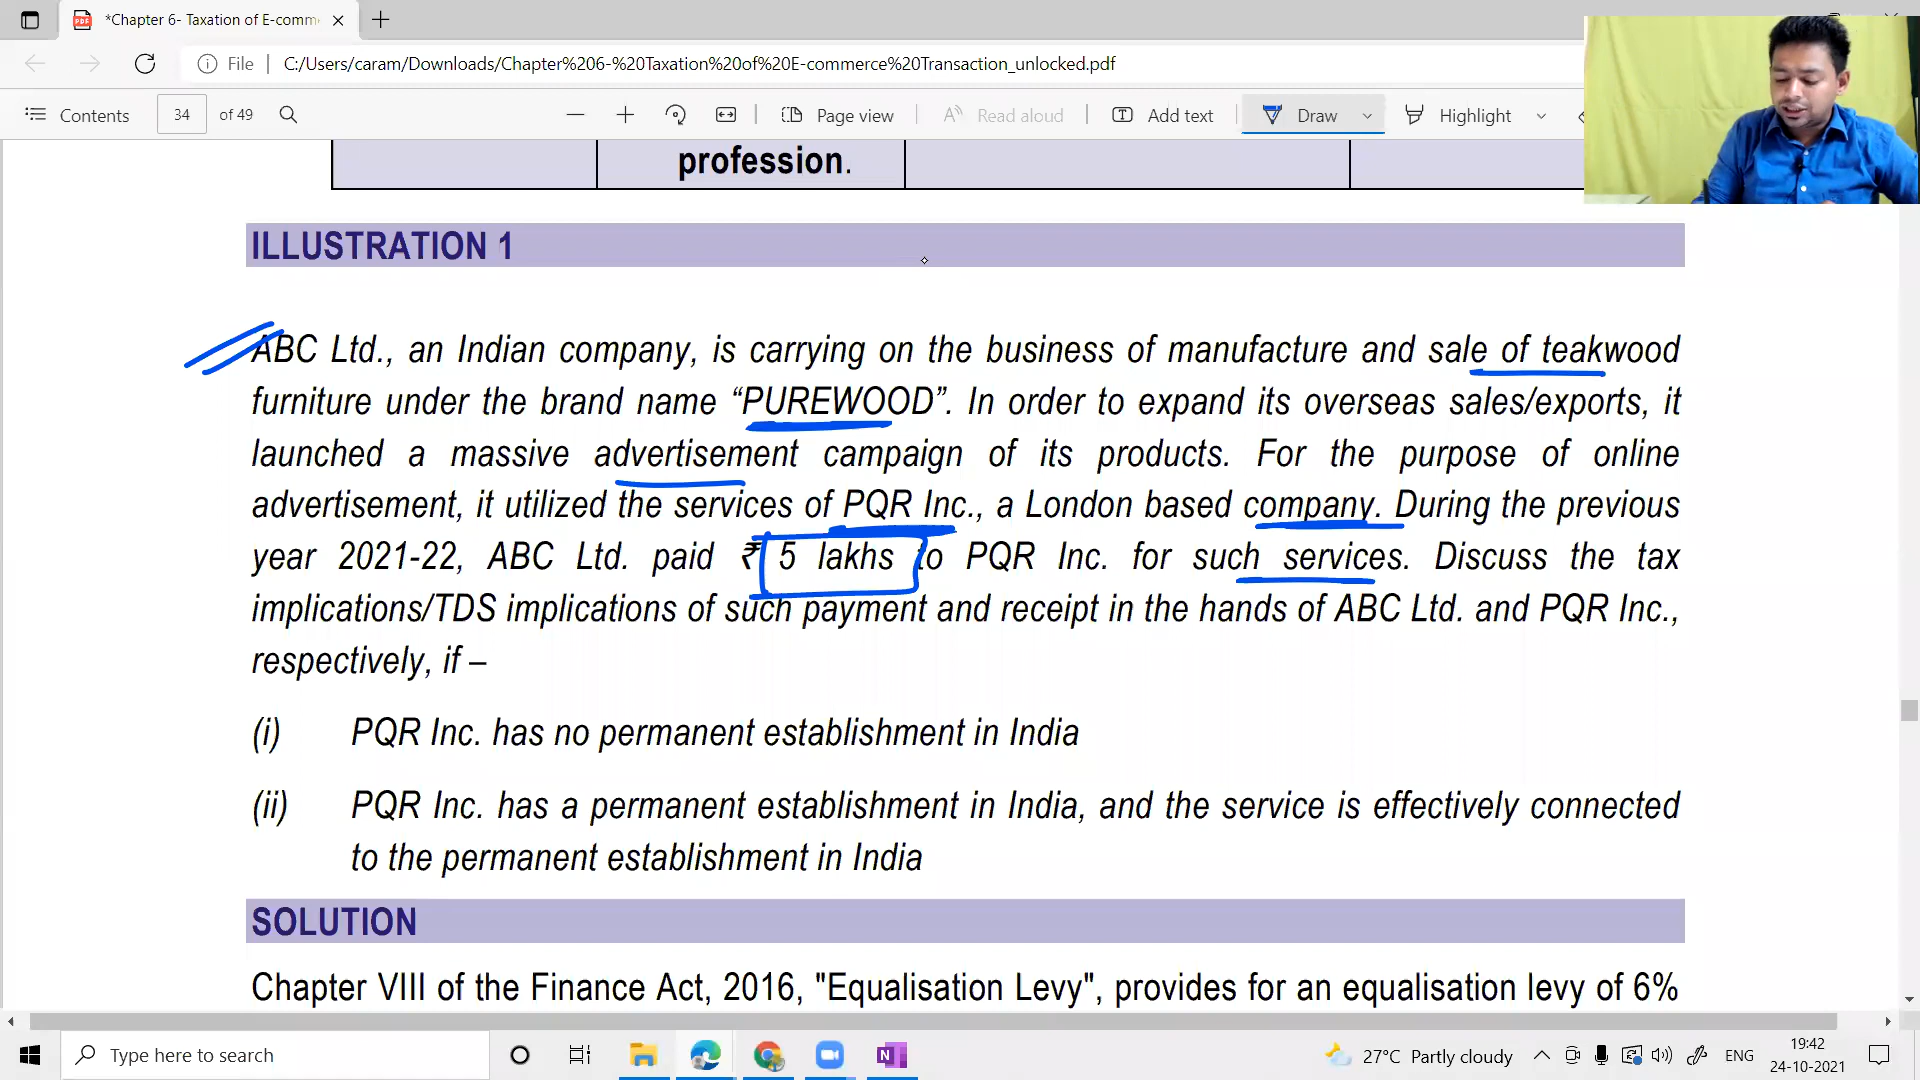 *Chapter 6- Taxation of E-comm
File C:/Users/caram/Downloads/Chapter%206-%20Taxation%20of%20E-commerce%20Transaction_unlocked.pdf
Contents 34 of 49 Page view Read aloud Add text Draw Highlight
profession.
ILLUSTRATION 1
ABC Ltd., an Indian company, is carrying on the business of manufacture and sale of teakwood
furniture under the brand name “PUREWOOD”. In order to expand its overseas sales/exports, it
launched a massive advertisement campaign of its products. For the purpose of online
advertisement, it utilized the services of PQR Inc., a London based company. During the previous
year 2021-22, ABC Ltd. paid ₹ 5 lakhs to PQR Inc. for such services. Discuss the tax
implications/TDS implications of such payment and receipt in the hands of ABC Ltd. and PQR Inc.,
respectively, if –
(i) PQR Inc. has no permanent establishment in India
(ii) PQR Inc. has a permanent establishment in India, and the service is effectively connected
to the permanent establishment in India
SOLUTION
Chapter VIII of the Finance Act, 2016, "Equalisation Levy", provides for an equalisation levy of 6%
Type here to search 27°C Partly cloudy ENG 19:42
24-10-2021